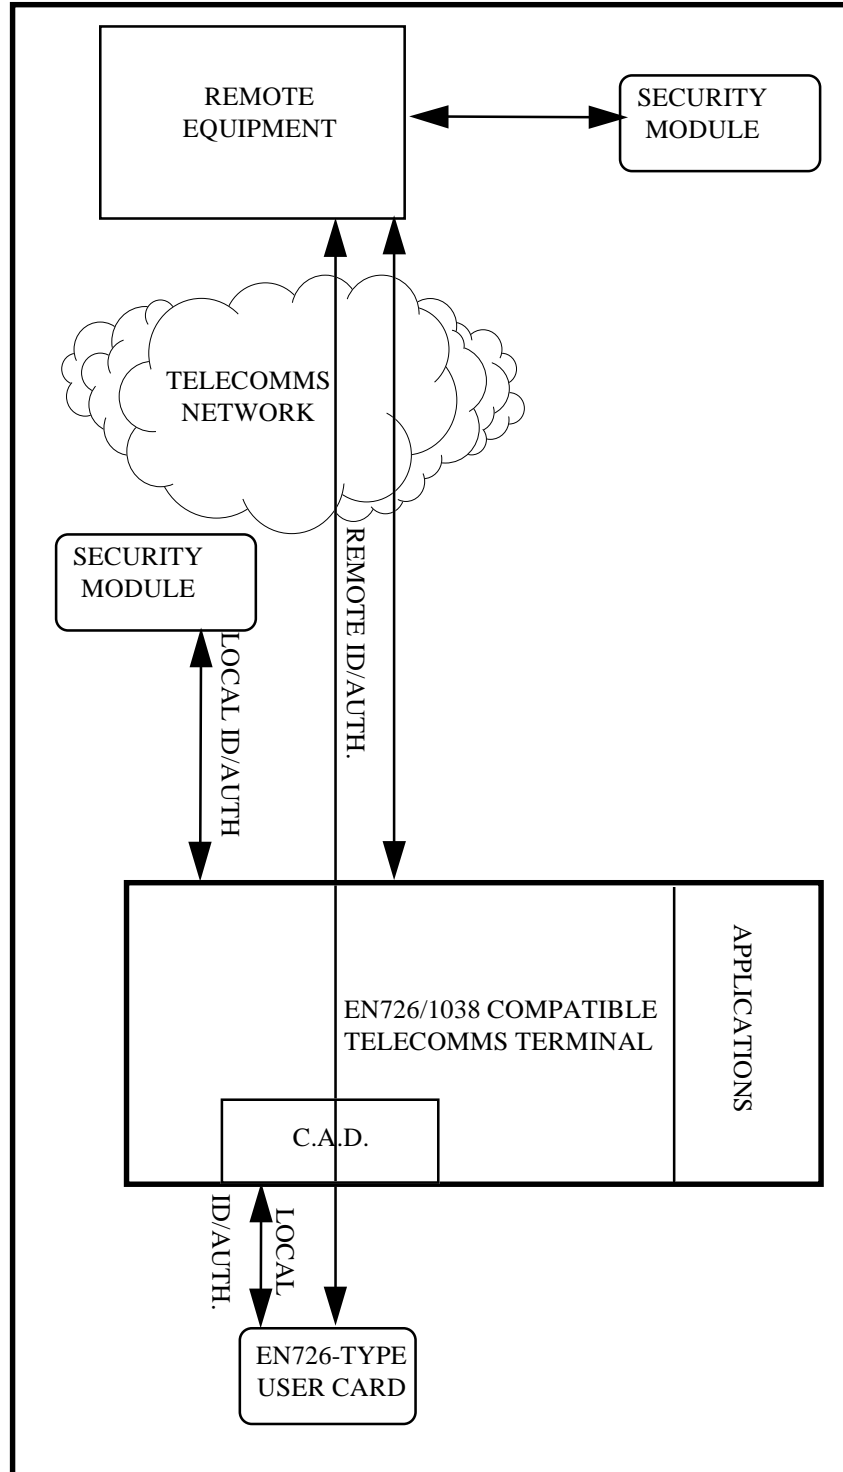 REMOTE
EQUIPMENT
SECURITY
MODULE
TELECOMMS
NETWORK
SECURITY
MODULE
REMOTE ID/AUTH.
LOCAL ID/AUTH
EN726/1038 COMPATIBLE
TELECOMMS TERMINAL
APPLICATIONS
C.A.D.
LOCAL
ID/AUTH.
EN726-TYPE
USER CARD